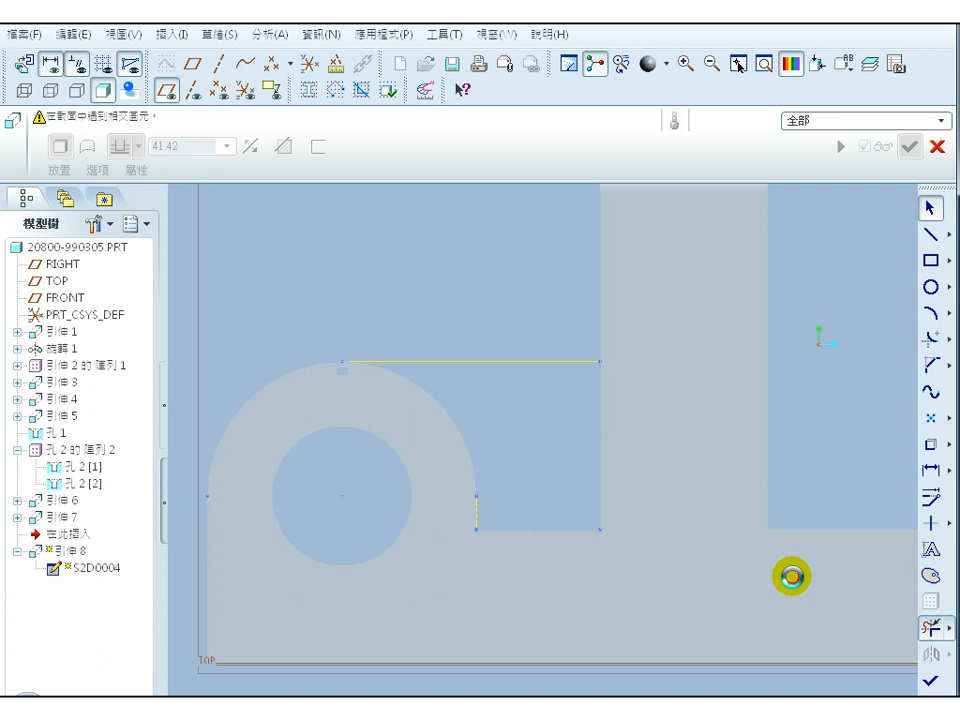 檔案(F) 編輯(E) 視圖(V) 插入(I) 草繪(S) 分析(A) 資訊(N) 應用程式(P) 工具(T) 視窗(W) 說明(H)
在截面中遇到相交圖元。
全部
41.42
放置 選項 屬性
模型樹
20800-990305.PRT
RIGHT
TOP
FRONT
PRT_CSYS_DEF
引伸 1
旋轉 1
引伸 2 的 陣列 1
引伸 3
引伸 4
引伸 5
孔 1
孔 2 的 陣列 2
孔 2 [1]
孔 2 [2]
引伸 6
引伸 7
在此插入
引伸 8
S2D0004
TOP